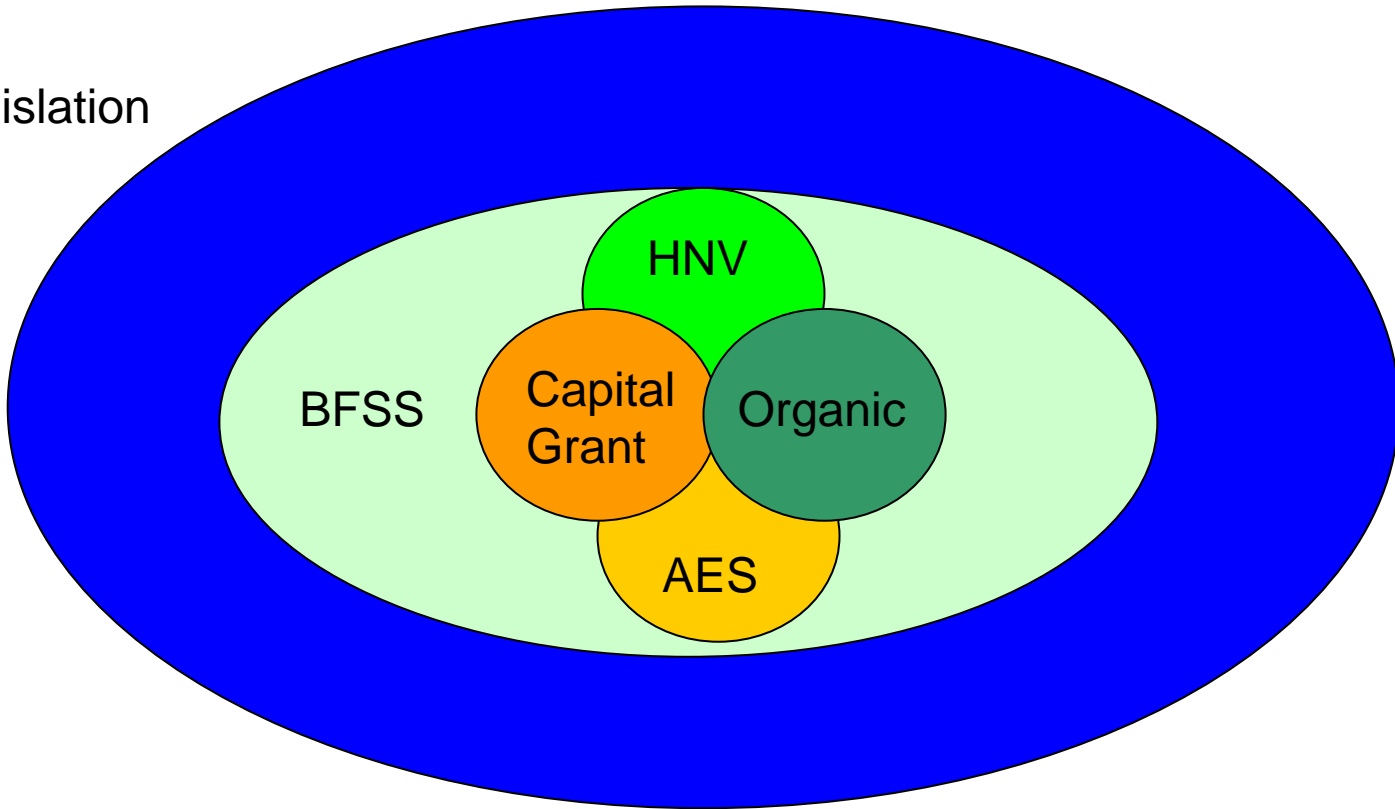 islation
HNV
BFSS
Capital
Grant
Organic
AES